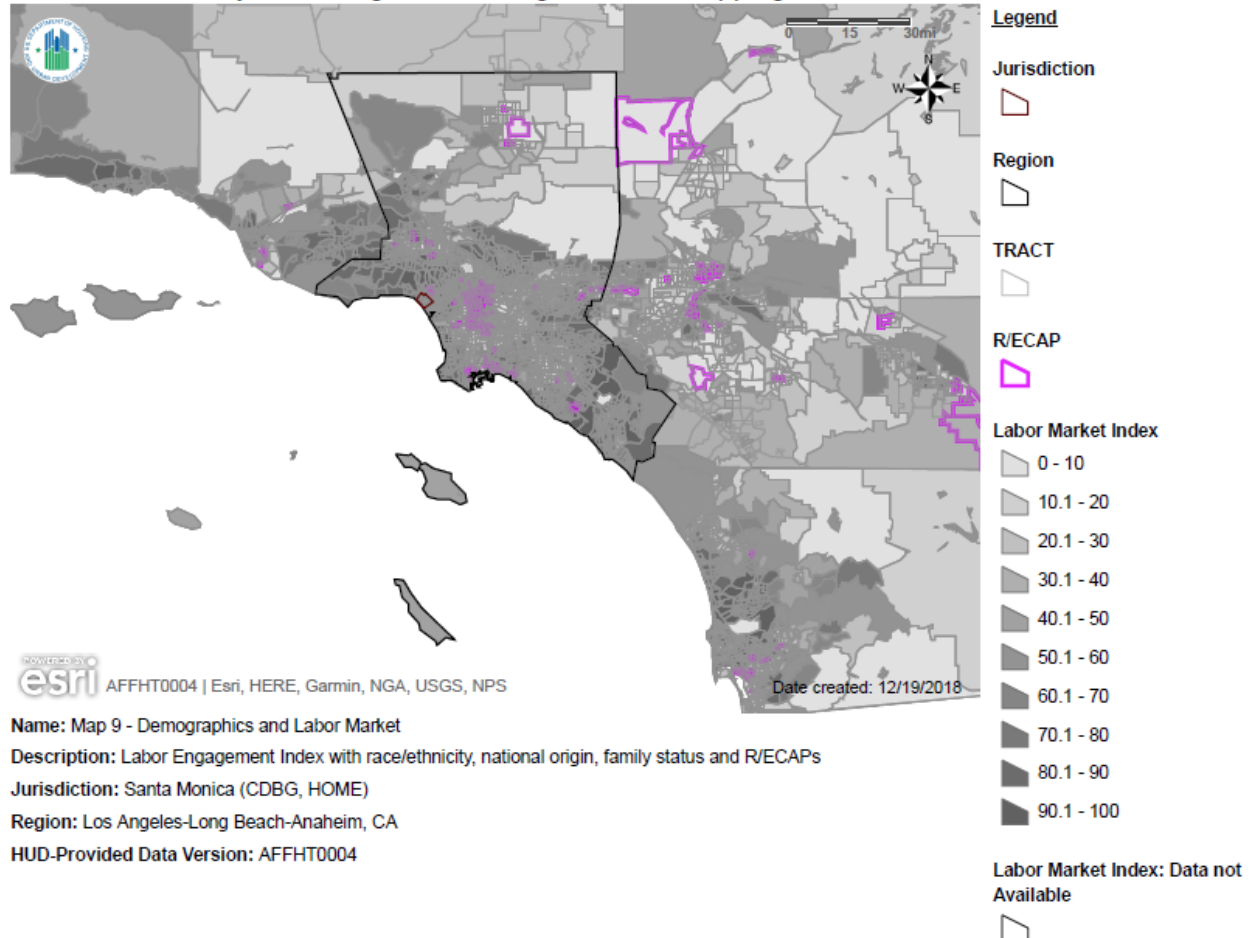 0 15 30mi
N
W E
S
POWERED BY
esri
AFFHT0004 | Esri, HERE, Garmin, NGA, USGS, NPS
Date created: 12/19/2018
Name: Map 9 - Demographics and Labor Market
Description: Labor Engagement Index with race/ethnicity, national origin, family status and R/ECAPs
Jurisdiction: Santa Monica (CDBG, HOME)
Region: Los Angeles-Long Beach-Anaheim, CA
HUD-Provided Data Version: AFFHT0004
Legend
Jurisdiction
Region
TRACT
R/ECAP
Labor Market Index
0 - 10
10.1 - 20
20.1 - 30
30.1 - 40
40.1 - 50
50.1 - 60
60.1 - 70
70.1 - 80
80.1 - 90
90.1 - 100
Labor Market Index: Data not
Available